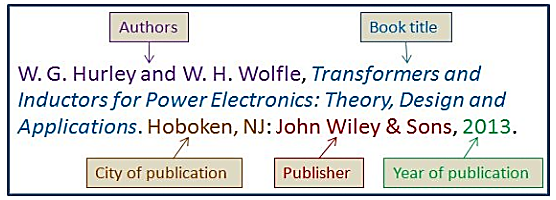 Authors
Book title
W. G. Hurley and W. H. Wolfle, Transformers and
Inductors for Power Electronics: Theory, Design and
Applications. Hoboken, NJ: John Wiley & Sons, 2013.
City of publication
Publisher
Year of publication